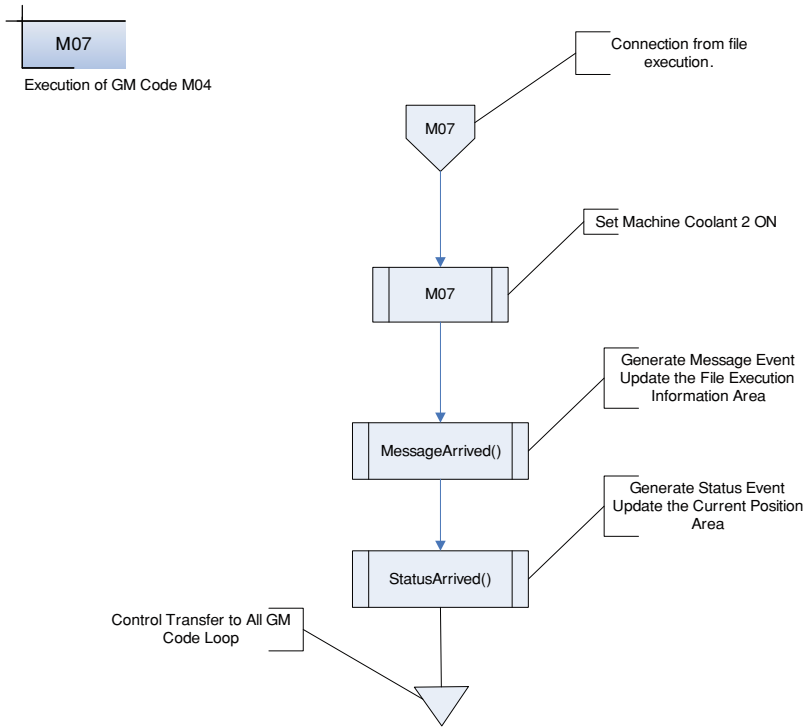 M07
Execution of GM Code M04
Connection from file
execution.
M07
Set Machine Coolant 2 ON
M07
Generate Message Event
Update the File Execution
Information Area
MessageArrived()
Generate Status Event
Update the Current Position
Area
StatusArrived()
Control Transfer to All GM
Code Loop